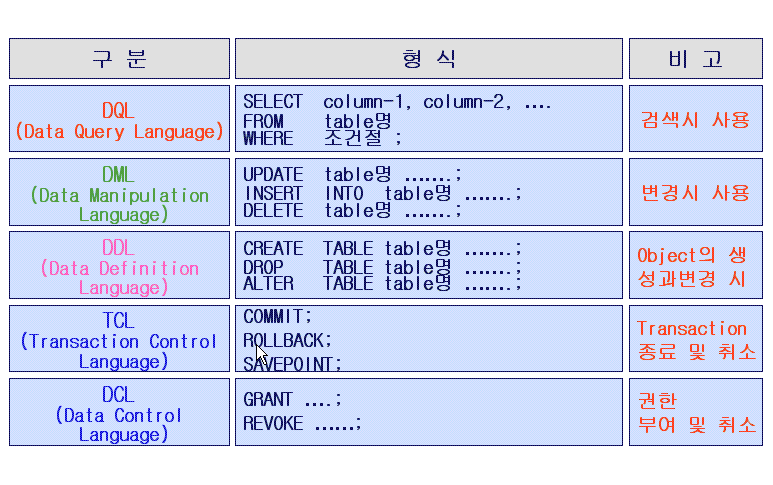 구 분 형 식 비 고
DQL
(Data Query Language)
SELECT column-1, column-2, ....
FROM table명
WHERE 조건절 ;
검색시 사용
DML
(Data Manipulation
Language)
UPDATE table명 .......;
INSERT INTO table명 .......;
DELETE table명 .......;
변경시 사용
DDL
(Data Definition
Language)
CREATE TABLE table명 .......;
DROP TABLE table명 .......;
ALTER TABLE table명 .......;
Object의 생
성과변경 시
TCL
(Transaction Control
Language)
COMMIT;
ROLLBACK;
SAVEPOINT;
Transaction
종료 및 취소
DCL
(Data Control
Language)
GRANT ....;
REVOKE ......;
권한
부여 및 취소